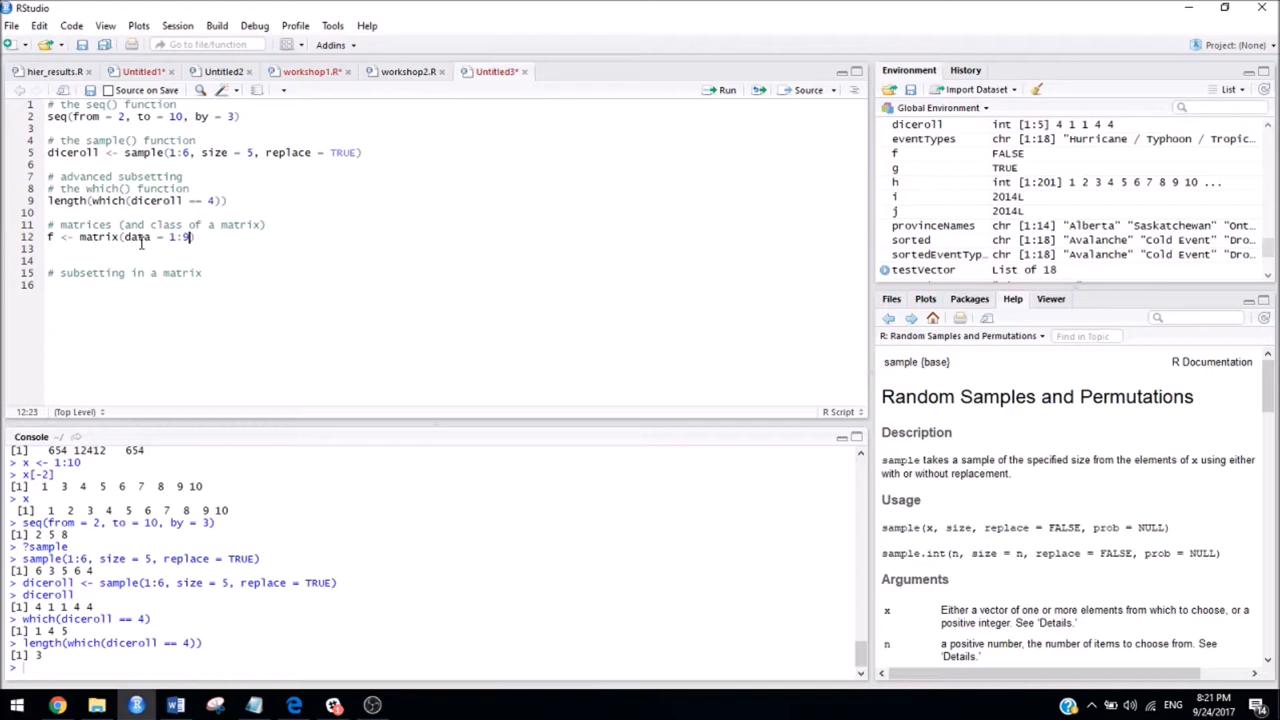 RStudio
File Edit Code View Plots Session Build Debug Profile Tools Help
Go to file/function Addins Project: (None)
hier_results.R Untitled1* Untitled2 workshop1.R* workshop2.R Untitled3*
Source on Save Run Source
1 # the seq() function
2 seq(from = 2, to = 10, by = 3)
3
4 # the sample() function
5 diceroll <- sample(1:6, size = 5, replace = TRUE)
6
7 # advanced subsetting
8 # the which() function
9 length(which(diceroll == 4))
10
11 # matrices (and class of a matrix)
12 f <- matrix(data = 1:9)
13
14
15 # subsetting in a matrix
16
12:23 (Top Level) R Script
Console ~/
[1] 654 12412 654
> x <- 1:10
> x[-2]
[1] 1 3 4 5 6 7 8 9 10
> x
[1] 1 2 3 4 5 6 7 8 9 10
> seq(from = 2, to = 10, by = 3)
[1] 2 5 8
> ?sample
> sample(1:6, size = 5, replace = TRUE)
[1] 6 3 5 6 4
> diceroll <- sample(1:6, size = 5, replace = TRUE)
> diceroll
[1] 4 1 1 4 4
> which(diceroll == 4)
[1] 1 4 5
> length(which(diceroll == 4))
[1] 3
>
Environment History
Import Dataset List
Global Environment
diceroll int [1:5] 4 1 1 4 4
eventTypes chr [1:18] "Hurricane / Typhoon / Tropic…
f FALSE
g TRUE
h int [1:201] 1 2 3 4 5 6 7 8 9 10 ...
i 2014L
j 2014L
provinceNames chr [1:14] "Alberta" "Saskatchewan" "Ont…
sorted chr [1:18] "Avalanche" "Cold Event" "Dro…
sortedEventTyp… chr [1:18] "Avalanche" "Cold Event" "Dro…
testVector List of 18
Files Plots Packages Help Viewer
R: Random Samples and Permutations Find in Topic
sample {base} R Documentation
Random Samples and Permutations
Description
sample takes a sample of the specified size from the elements of x using either
with or without replacement.
Usage
sample(x, size, replace = FALSE, prob = NULL)
sample.int(n, size = n, replace = FALSE, prob = NULL)
Arguments
x Either a vector of one or more elements from which to choose, or a
positive integer. See ‘Details.’
n a positive number, the number of items to choose from. See
‘Details.’
ENG 8:21 PM
9/24/2017